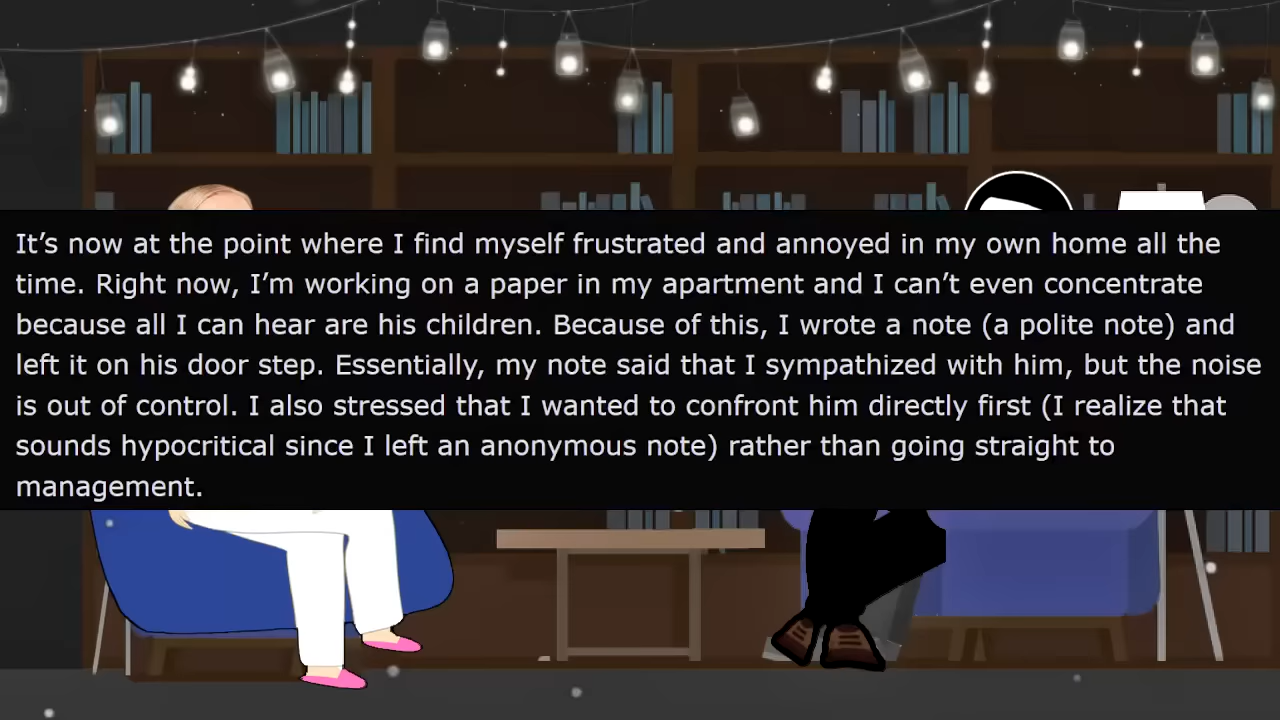 It’s now at the point where I find myself frustrated and annoyed in my own home all the
time. Right now, I’m working on a paper in my apartment and I can’t even concentrate
because all I can hear are his children. Because of this, I wrote a note (a polite note) and
left it on his door step. Essentially, my note said that I sympathized with him, but the noise
is out of control. I also stressed that I wanted to confront him directly first (I realize that
sounds hypocritical since I left an anonymous note) rather than going straight to
management.